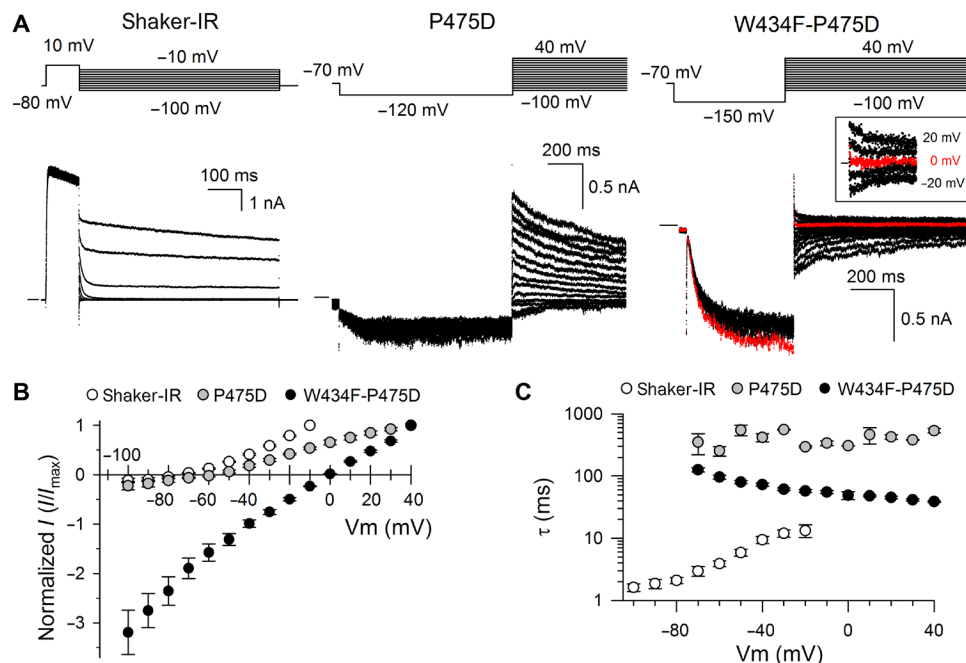 A
Shaker-IR
P475D
W434F-P475D
10 mV
−10 mV
−80 mV
−100 mV
−70 mV
40 mV
−120 mV
−100 mV
−70 mV
40 mV
−150 mV
−100 mV
100 ms
1 nA
200 ms
0.5 nA
20 mV
0 mV
−20 mV
200 ms
0.5 nA
B
Shaker-IR P475D W434F-P475D
Normalized I (I/Imax)
1
0
−1
−2
−3
−100
−80 −60 −40 −20 0 20 40
Vm (mV)
C
Shaker-IR P475D W434F-P475D
τ (ms)
1000
100
10
1
−80 −40 0 40
Vm (mV)